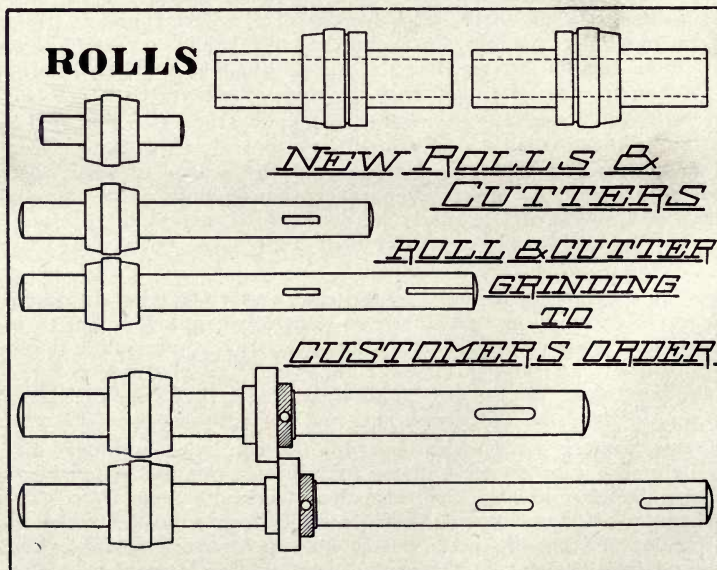 ROLLS
NEW ROLLS &
CUTTERS
ROLL & CUTTER
GRINDING
TO
CUSTOMERS ORDER